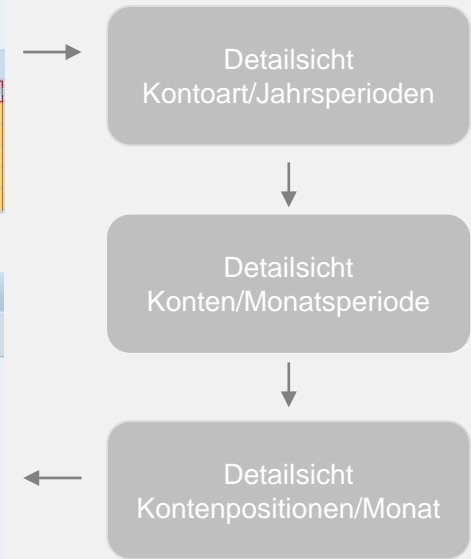 Detailsicht
Kontoart/Jahrsperioden
Detailsicht
Konten/Monatsperiode
Detailsicht
Kontenpositionen/Monat